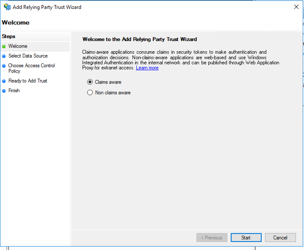 Add Relying Party Trust Wizard
Welcome
Steps
Welcome
Select Data Source
Choose Access Control
Policy
Ready to Add Trust
Finish
Welcome to the Add Relying Party Trust Wizard
Claims-aware applications consume claims in security tokens to make authentication and
authorization decisions. Non-claims-aware applications are web-based and use Windows
Integrated Authentication in the internal network and can be published through Web Application
Proxy for extranet access. Learn more
Claims aware
Non claims aware
< Previous
Start
Cancel